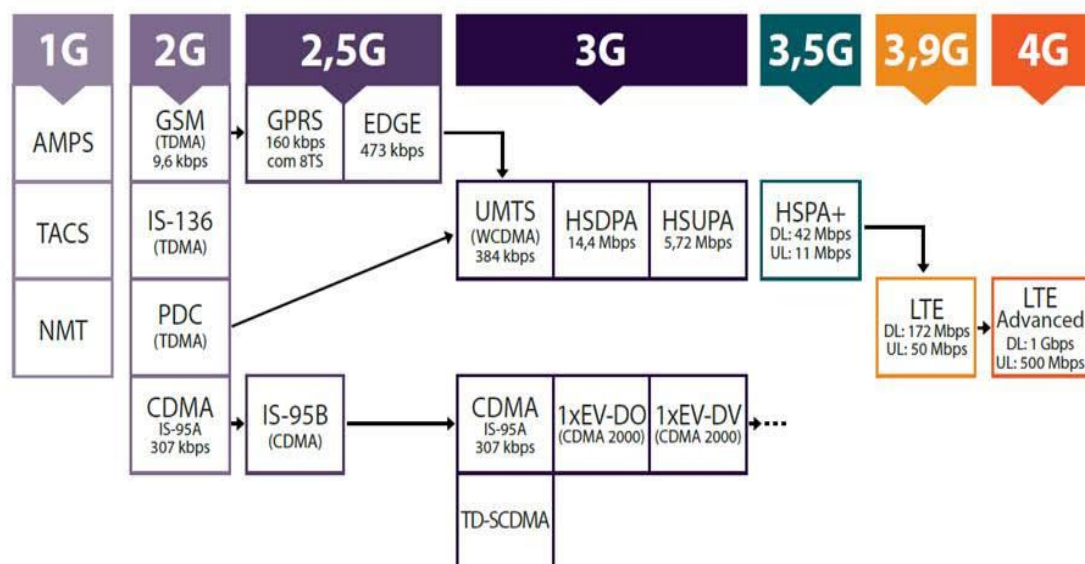 1G
2G
2,5G
3G
3,5G
3,9G
4G
AMPS
GSM
(TDMA)
9,6 kbps
GPRS
160 kbps
com 8TS
EDGE
473 kbps
TACS
IS-136
(TDMA)
UMTS
(WCDMA)
384 kbps
HSDPA
14,4 Mbps
HSUPA
5,72 Mbps
HSPA+
DL: 42 Mbps
UL: 11 Mbps
NMT
PDC
(TDMA)
LTE
DL: 172 Mbps
UL: 50 Mbps
LTE
Advanced
DL: 1 Gbps
UL: 500 Mbps
CDMA
IS-95A
307 kbps
IS-95B
(CDMA)
CDMA
IS-95A
307 kbps
1xEV-DO
(CDMA 2000)
1xEV-DV
(CDMA 2000)
TD-SCDMA